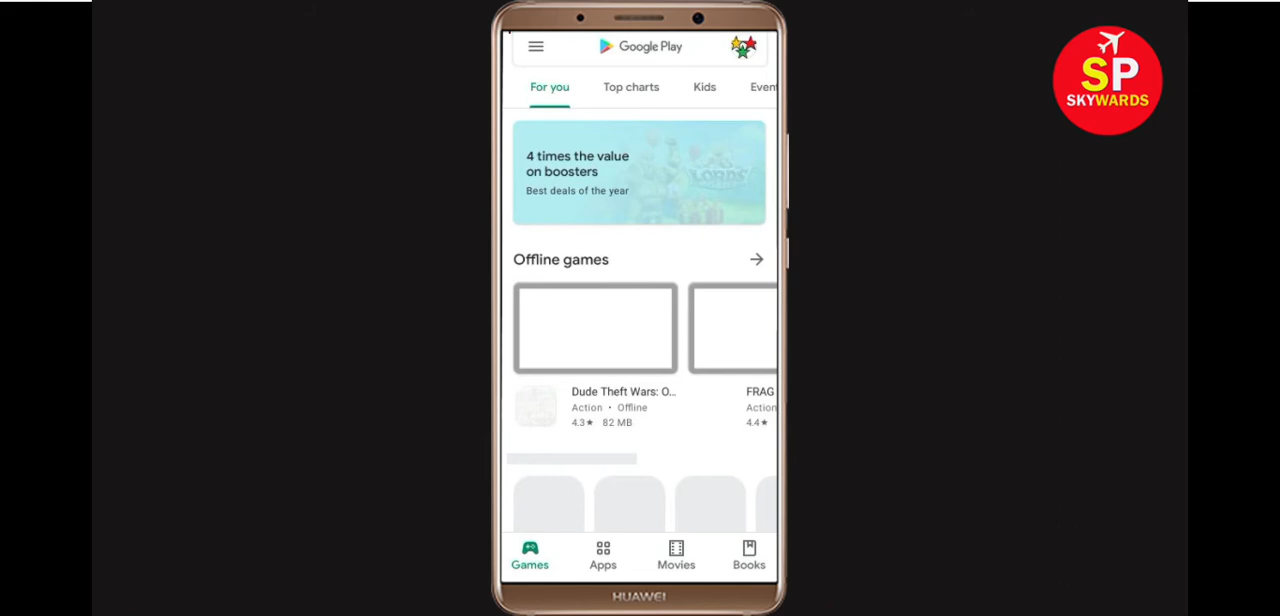 Google Play
For you Top charts Kids Even
4 times the value
on boosters
Best deals of the year
LORDS
Offline games
Dude Theft Wars: O... FRAG
Action • Offline Action
4.3★ 82 MB 4.4★
Games Apps Movies Books
HUAWEI
SP
SKYWARDS